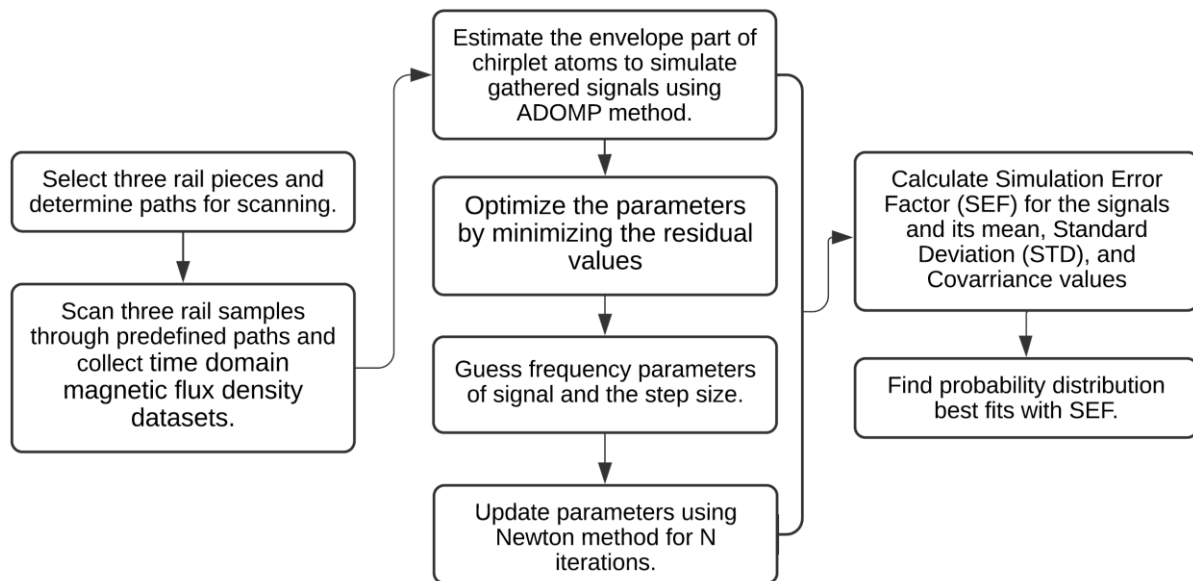 Select three rail pieces and
determine paths for scanning.
Scan three rail samples
through predefined paths and
collect time domain
magnetic flux density
datasets.
Estimate the envelope part of
chirplet atoms to simulate
gathered signals using
ADOMP method.
Optimize the parameters
by minimizing the residual
values
Guess frequency parameters
of signal and the step size.
Update parameters using
Newton method for N
iterations.
Calculate Simulation Error
Factor (SEF) for the signals
and its mean, Standard
Deviation (STD), and
Covarriance values
Find probability distribution
best fits with SEF.